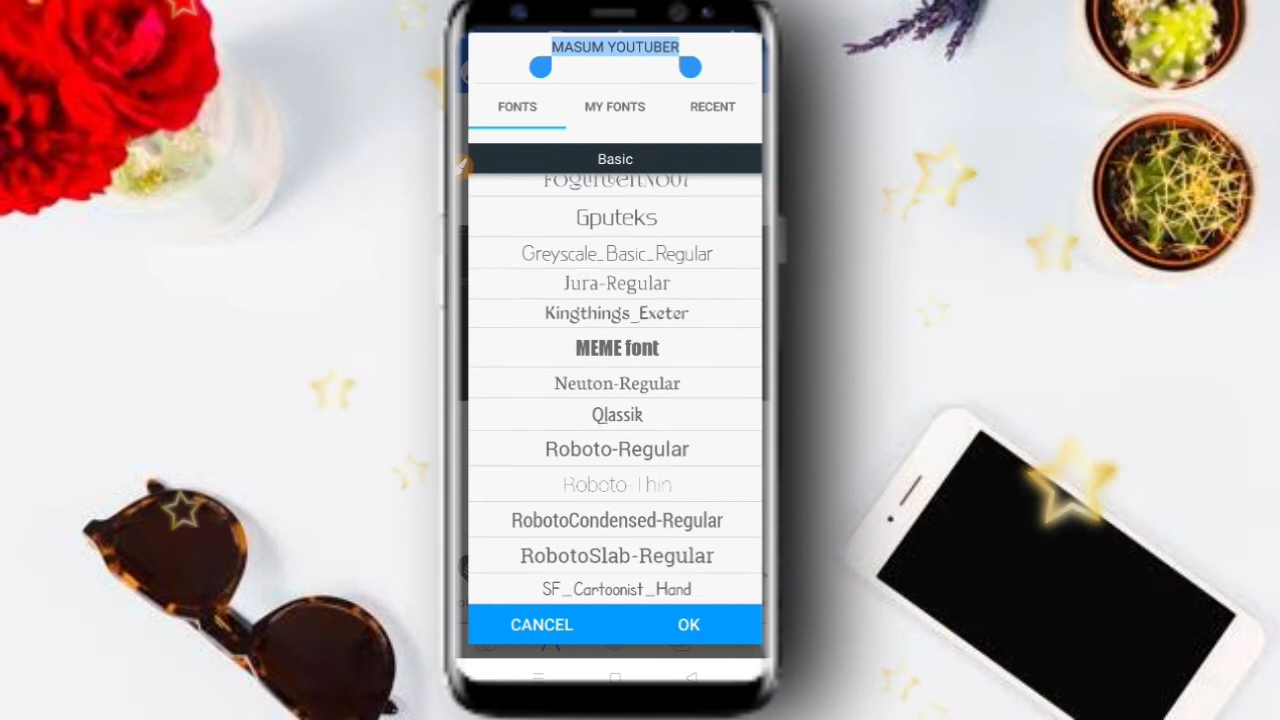 MASUM YOUTUBER
FONTS MY FONTS RECENT
Basic
Gputeks
Greyscale_Basic_Regular
Jura-Regular
Kingthings_Exeter
MEME font
Neuton-Regular
Qlassik
Roboto-Regular
Roboto-Thin
RobotoCondensed-Regular
RobotoSlab-Regular
SF_Cartoonist_Hand
CANCEL OK